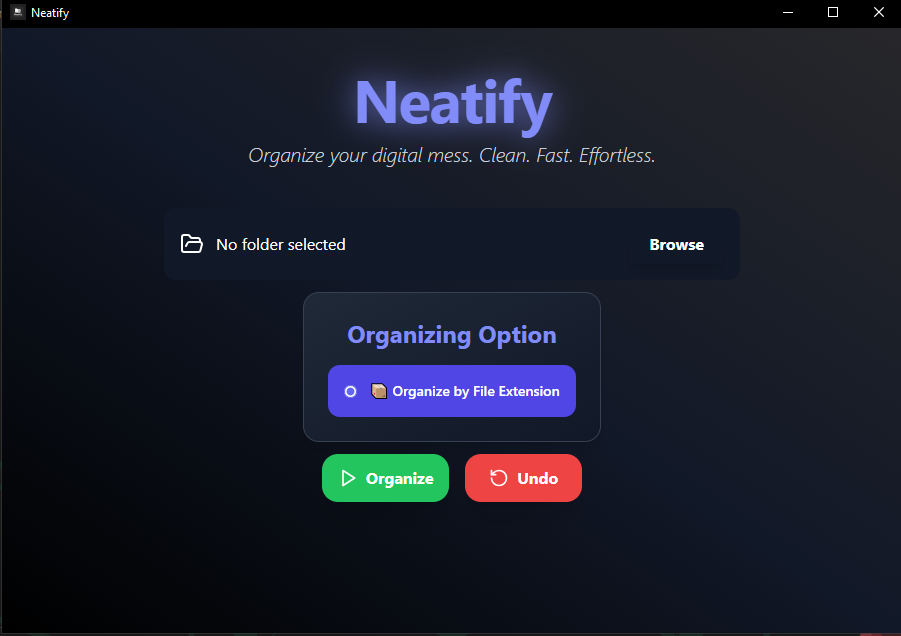 Neatify
Neatify
Organize your digital mess. Clean. Fast. Effortless.
No folder selected
Browse
Organizing Option
Organize by File Extension
Organize
Undo